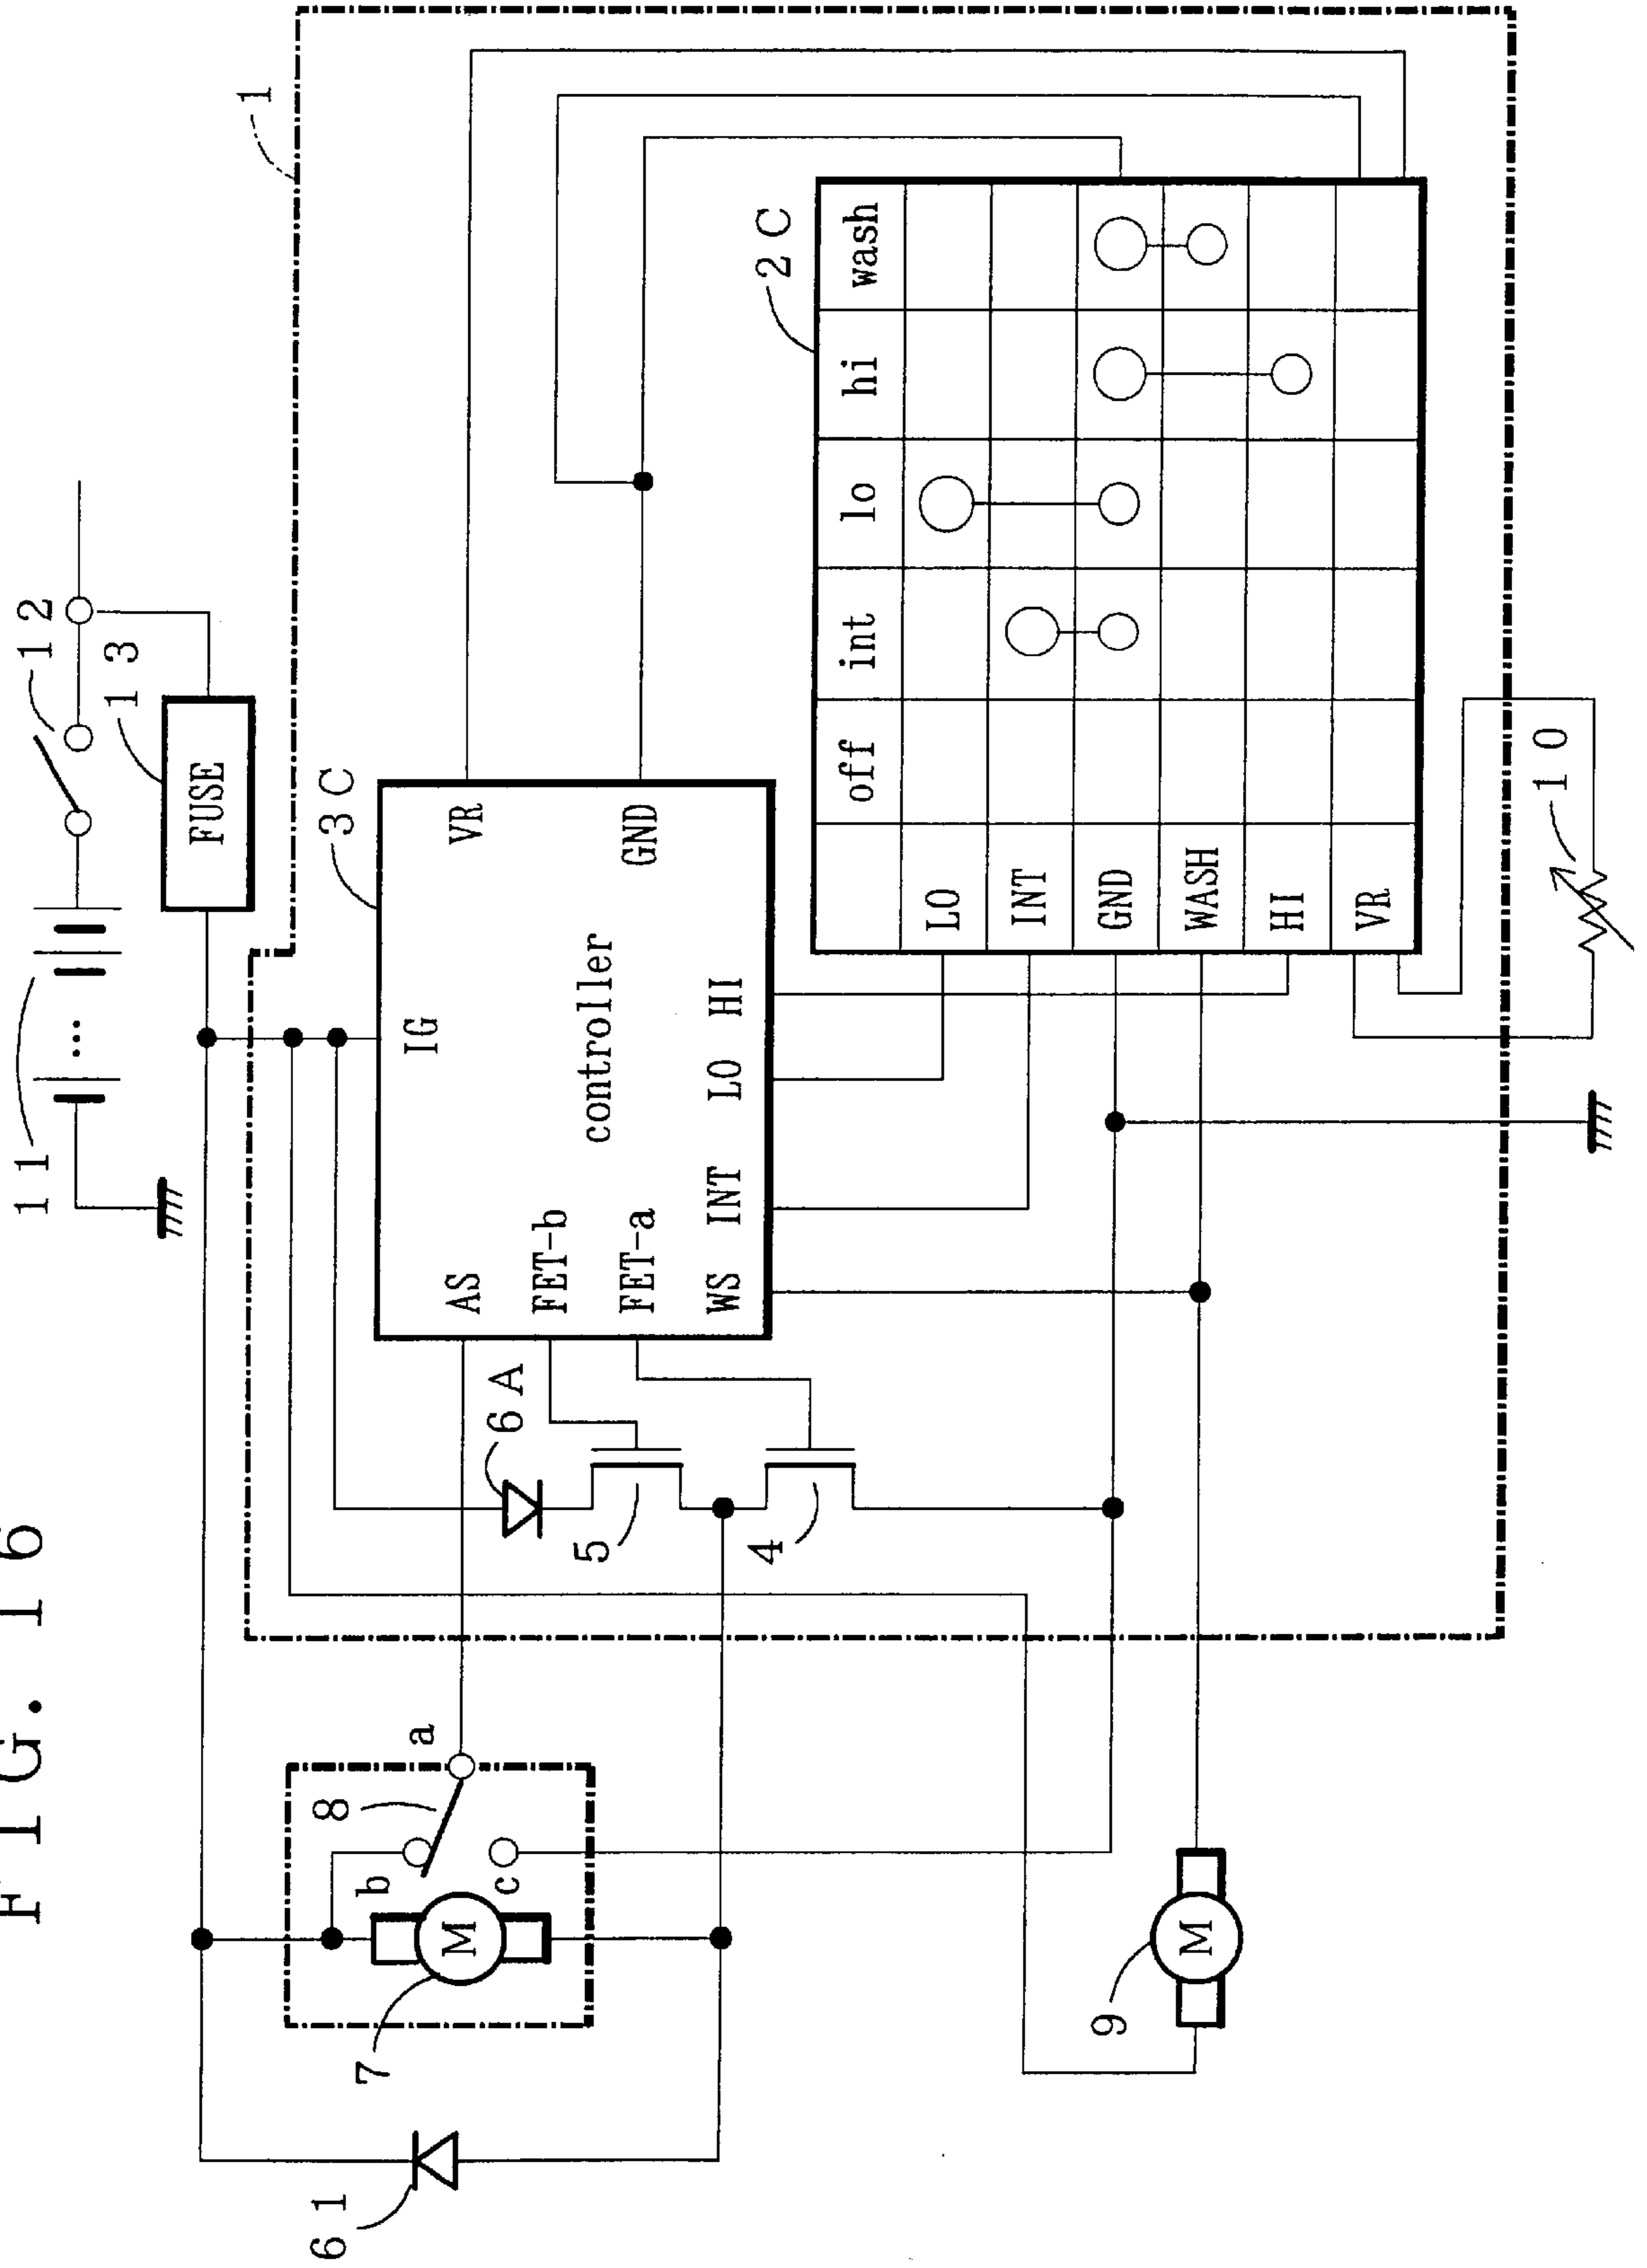 FIG. 16
11
12
13
FUSE
1
3C
IG
VR
GND
controller
AS
FET-b
FET-a
WS
INT
LO
HI
6A
5
4
a
8
b
c
M
7
61
M
9
2C
off
int
lo
hi
wash
LO
INT
GND
WASH
HI
VR
10